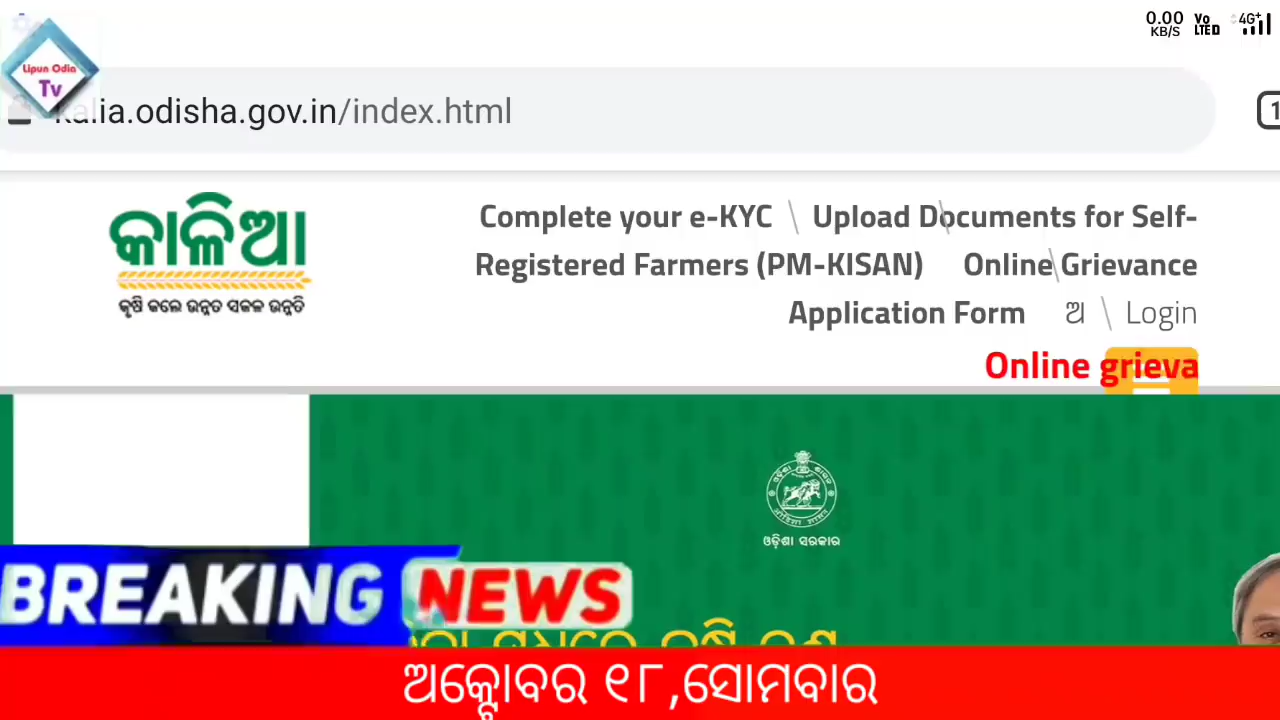 0.00
KB/S
Vo
LTE
4G+
Lipun Odia
Tv
kalia.odisha.gov.in/index.html
1
କାଳିଆ
କୃଷି କଲେ ଉନ୍ନତ ସକଳ ଉନ୍ନତି
Complete your e-KYC \ Upload Documents for Self-
Registered Farmers (PM-KISAN) \ Online Grievance
Application Form ଅ \ Login
Online grieva
ଓଡ଼ିଶା ସରକାର
BREAKING NEWS
ଅକ୍ଟୋବର ୧୮,ସୋମବାର